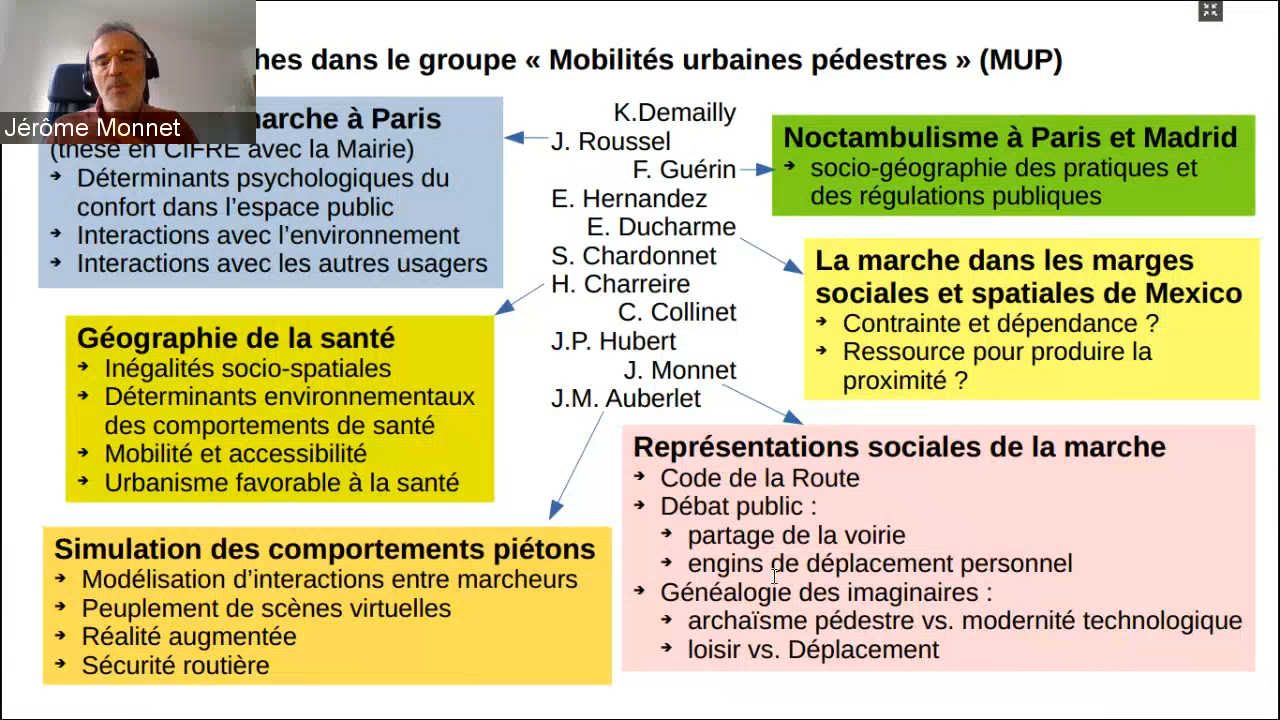 hes dans le groupe « Mobilités urbaines pédestres » (MUP)
Jérôme Monnet
arche à Paris
(thèse en CIFRE avec la Mairie)
➔ Déterminants psychologiques du
confort dans l'espace public
➔ Interactions avec l'environnement
➔ Interactions avec les autres usagers
Géographie de la santé
➔ Inégalités socio-spatiales
➔ Déterminants environnementaux
des comportements de santé
➔ Mobilité et accessibilité
➔ Urbanisme favorable à la santé
Simulation des comportements piétons
➔ Modélisation d'interactions entre marcheurs
➔ Peuplement de scènes virtuelles
➔ Réalité augmentée
➔ Sécurité routière
K.Demailly
J. Roussel
F. Guérin
E. Hernandez
E. Ducharme
S. Chardonnet
H. Charreire
C. Collinet
J.P. Hubert
J. Monnet
J.M. Auberlet
Noctambulisme à Paris et Madrid
➔ socio-géographie des pratiques et
des régulations publiques
La marche dans les marges
sociales et spatiales de Mexico
➔ Contrainte et dépendance ?
➔ Ressource pour produire la
proximité ?
Représentations sociales de la marche
➔ Code de la Route
➔ Débat public :
➔ partage de la voirie
➔ engins de déplacement personnel
➔ Généalogie des imaginaires :
➔ archaïsme pédestre vs. modernité technologique
➔ loisir vs. Déplacement